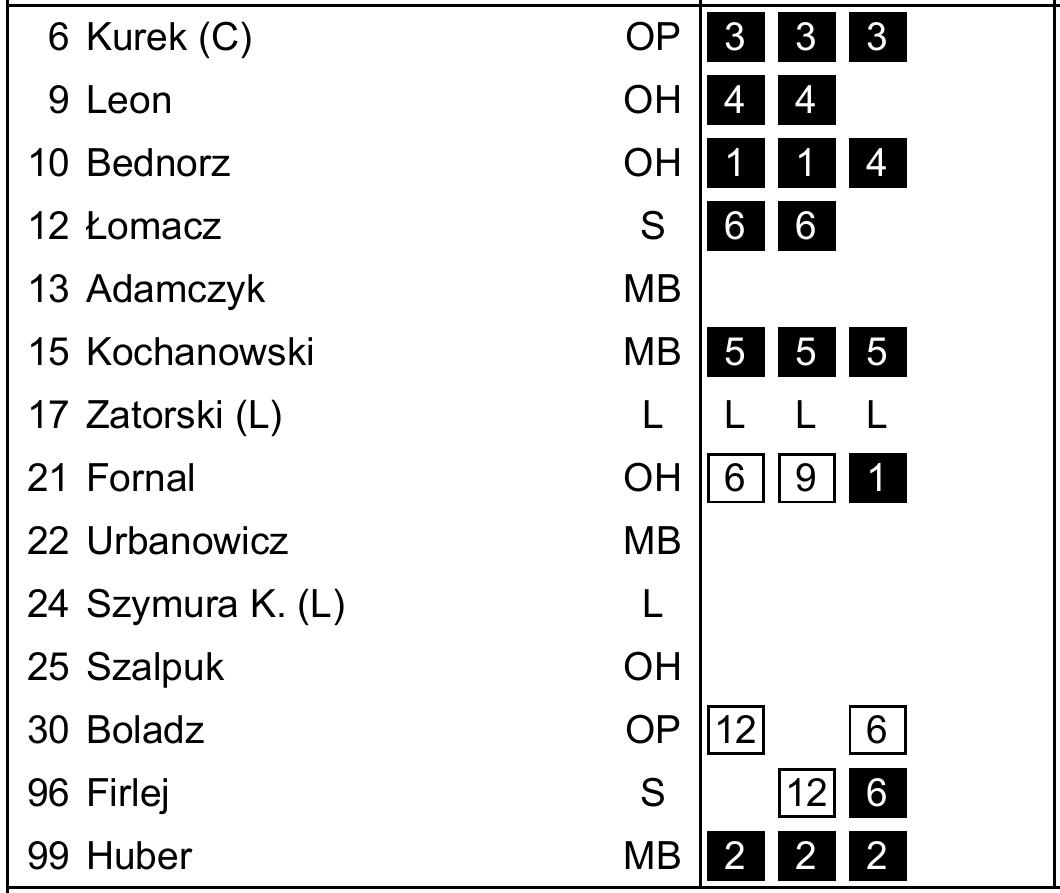 6 Kurek (C) OP 3 3 3
9 Leon OH 4 4
10 Bednorz OH 1 1 4
12 Łomacz S 6 6
13 Adamczyk MB
15 Kochanowski MB 5 5 5
17 Zatorski (L) L L L L
21 Fornal OH 6 9 1
22 Urbanowicz MB
24 Szymura K. (L) L
25 Szalpuk OH
30 Boladz OP 12 6
96 Firlej S 12 6
99 Huber MB 2 2 2